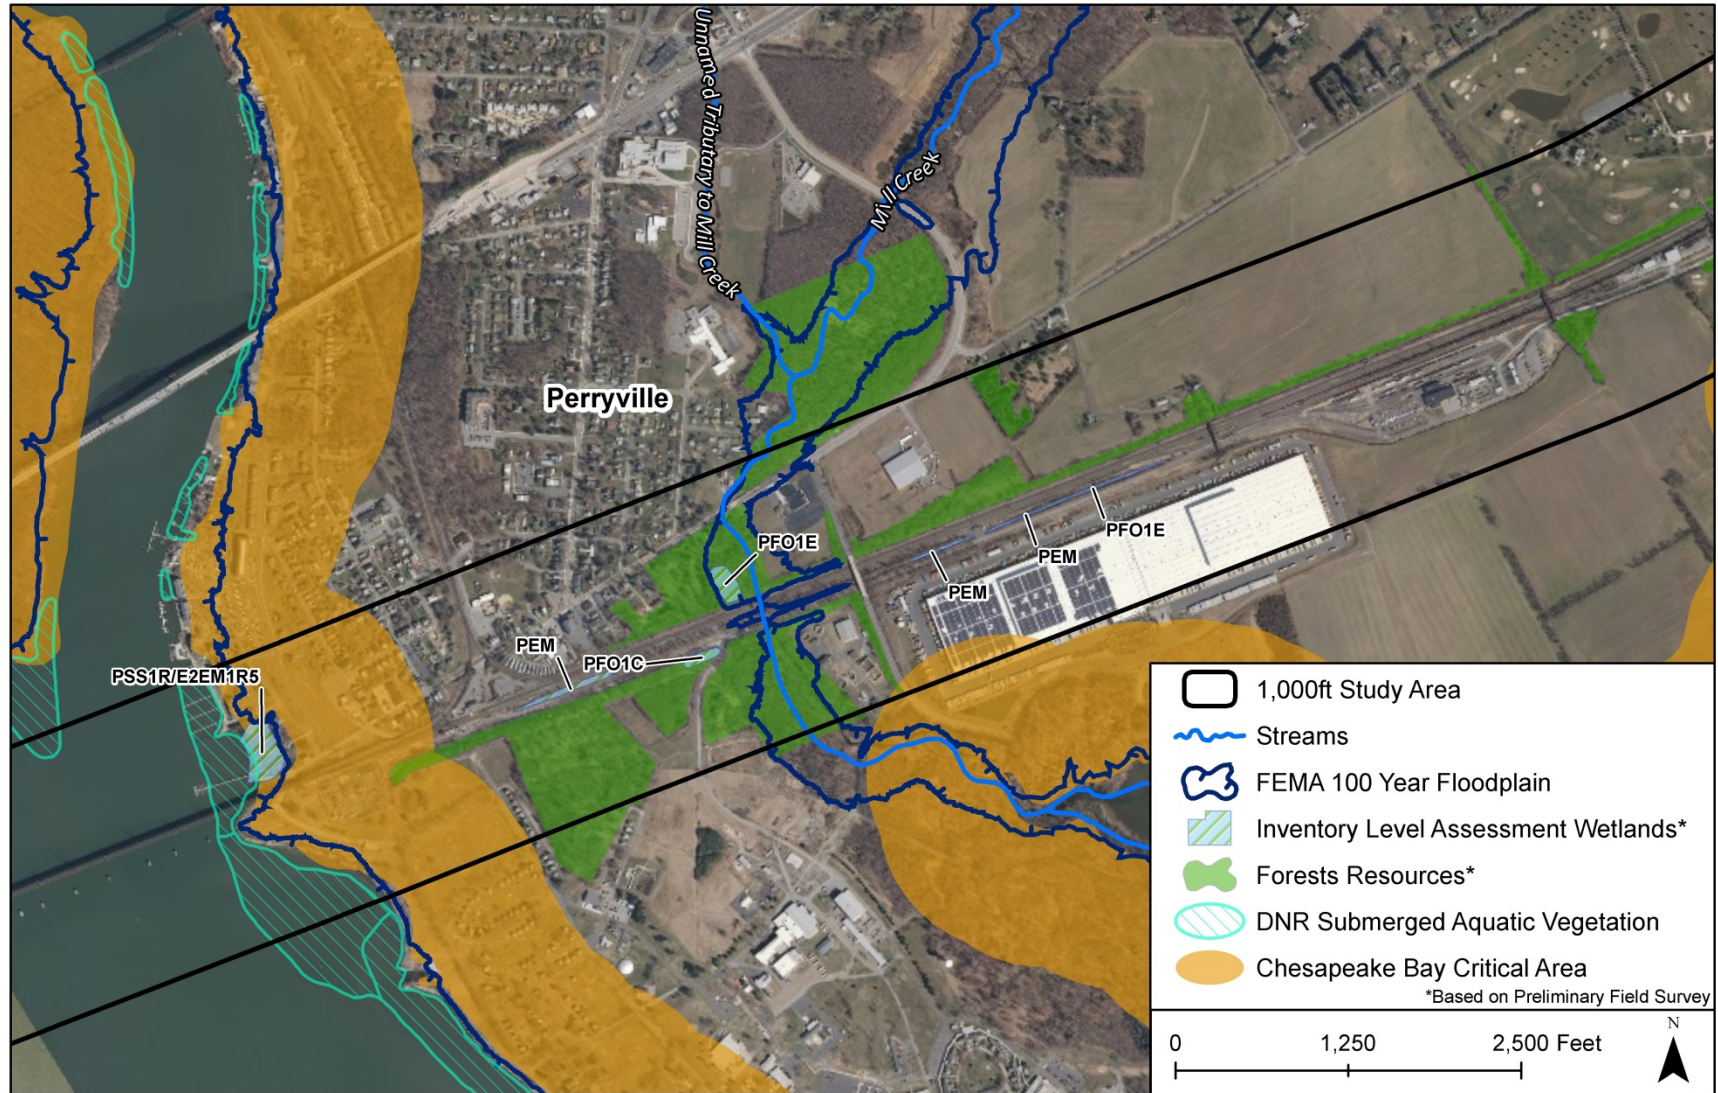 Unnamed Tributary to Mill Creek
Mill Creek
Perryville
PFO1E
PEM
PEM
PFO1E
PEM
PFO1C
PSS1R/E2EM1R5
1,000ft Study Area
Streams
FEMA 100 Year Floodplain
Inventory Level Assessment Wetlands*
Forests Resources*
DNR Submerged Aquatic Vegetation
Chesapeake Bay Critical Area
*Based on Preliminary Field Survey
N
0 1,250 2,500 Feet